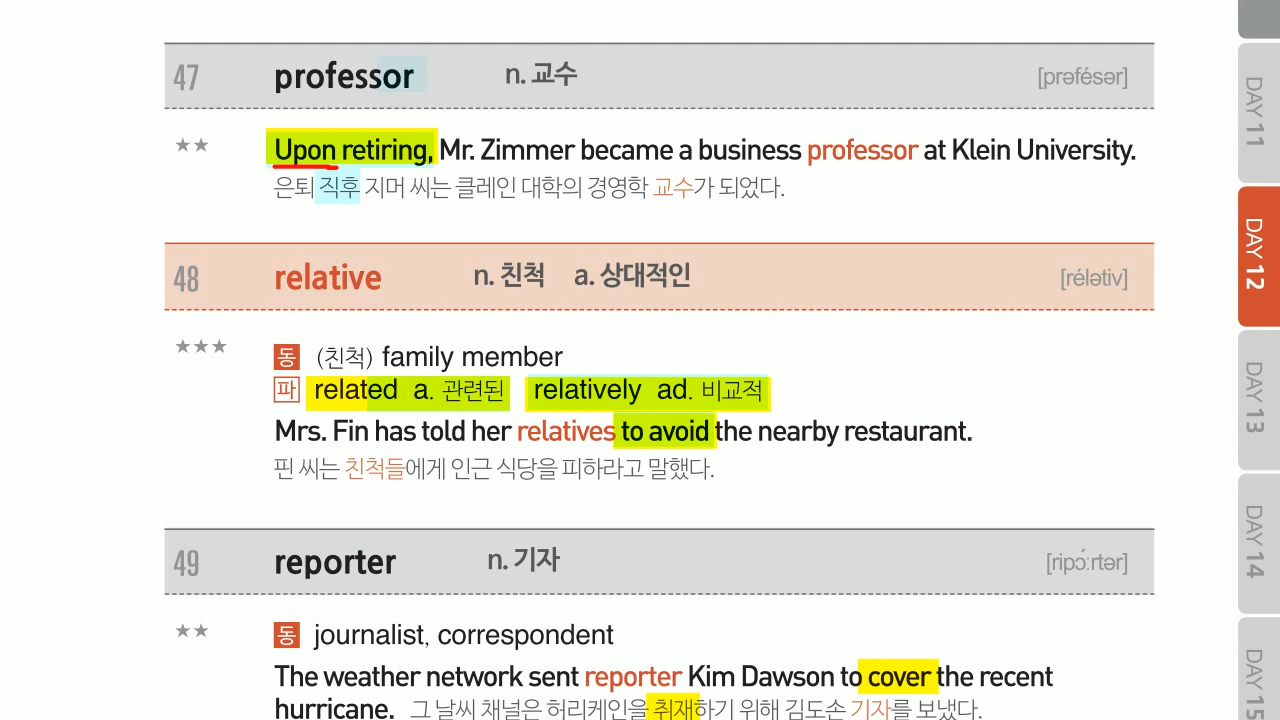 47 professor n. 교수 [prəfésər]
★★ Upon retiring, Mr. Zimmer became a business professor at Klein University.
은퇴 직후 지머 씨는 클레인 대학의 경영학 교수가 되었다.
48 relative n. 친척 a. 상대적인 [rélətiv]
★★★ 동 (친척) family member
파 related a. 관련된 relatively ad. 비교적
Mrs. Fin has told her relatives to avoid the nearby restaurant.
핀 씨는 친척들에게 인근 식당을 피하라고 말했다.
49 reporter n. 기자 [ripɔ́ːrtər]
★★ 동 journalist, correspondent
The weather network sent reporter Kim Dawson to cover the recent
hurricane. 그 날씨 채널은 허리케인을 취재하기 위해 김도손 기자를 보냈다.
DAY 11
DAY 12
DAY 13
DAY 14
DAY 15